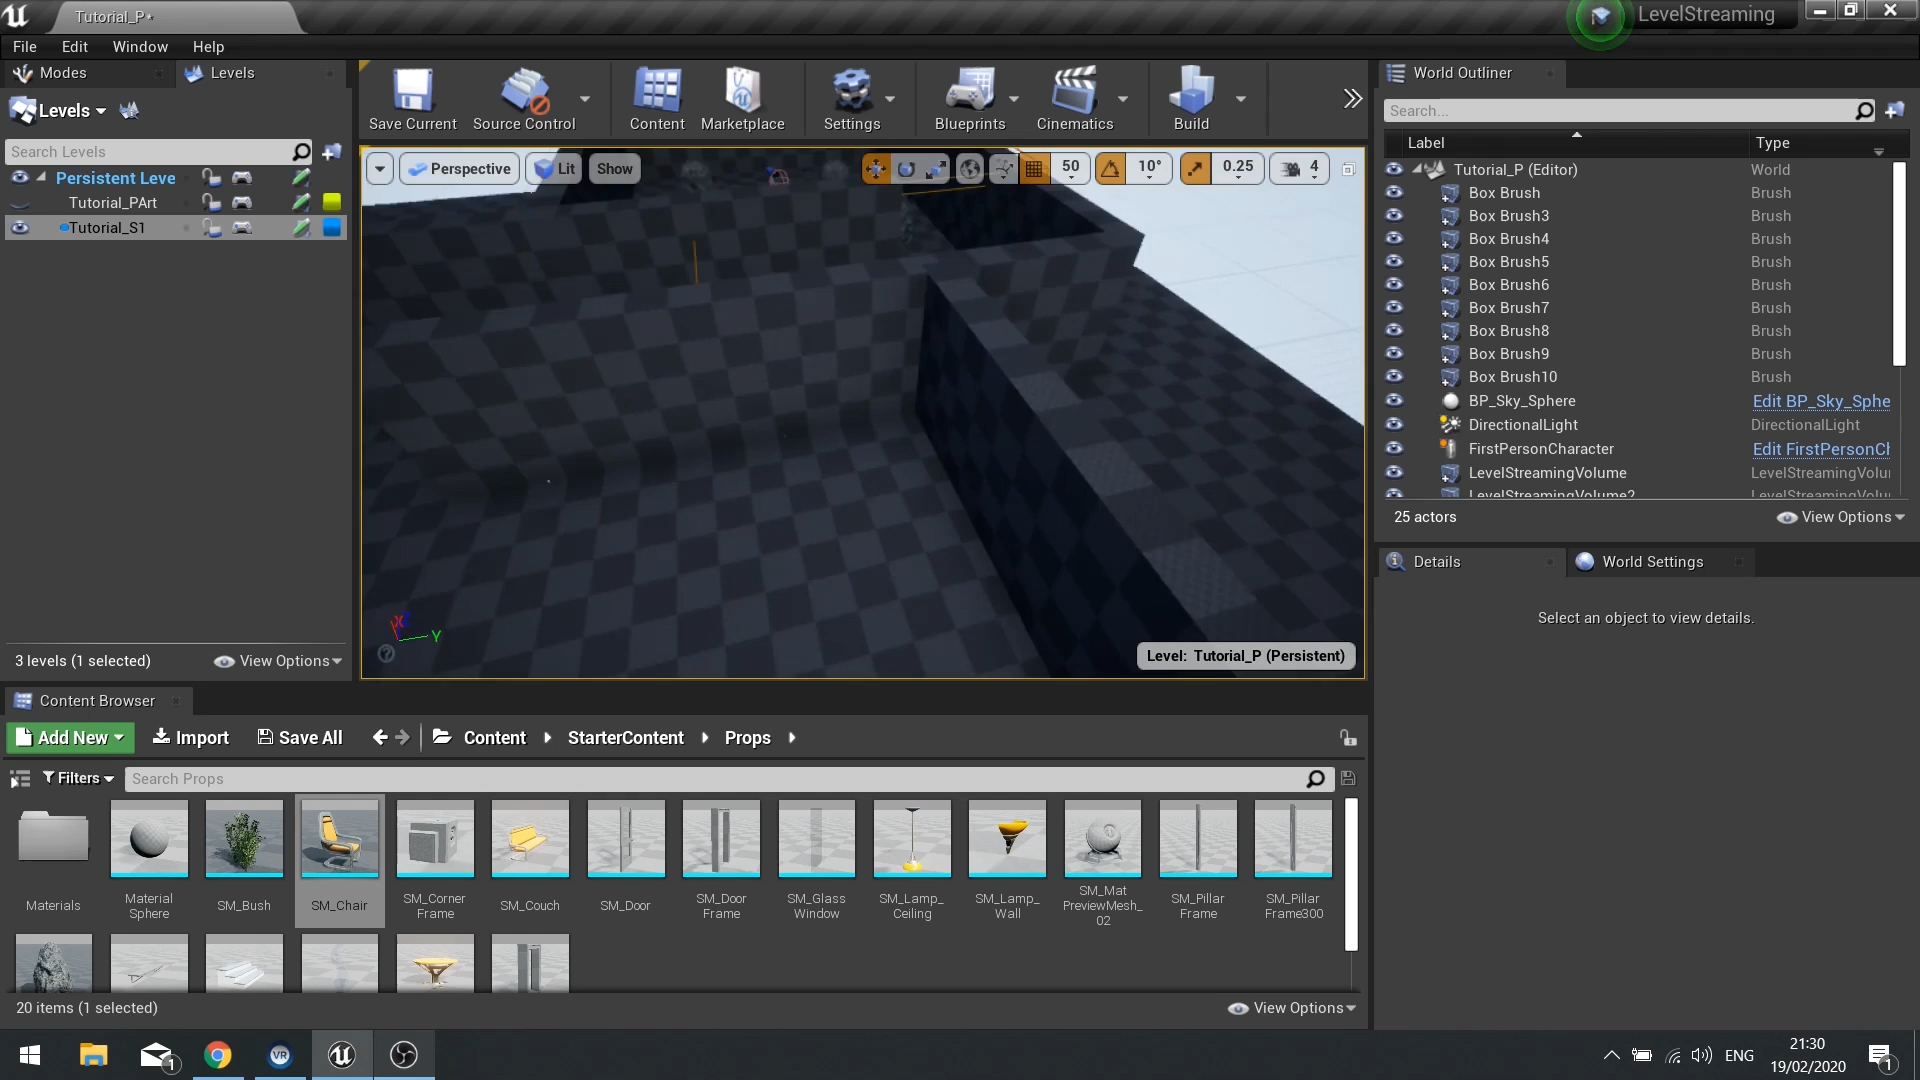 Tutorial_P•
LevelStreaming
File Edit Window Help
Modes
Levels
Levels
Search Levels
Persistent Leve
Tutorial_PArt
Tutorial_S1
3 levels (1 selected)
View Options
Save Current
Source Control
Content
Marketplace
Settings
Blueprints
Cinematics
Build
Perspective
Lit
Show
50
10°
0.25
4
X
Y
Level: Tutorial_P (Persistent)
World Outliner
Search...
Label Type
Tutorial_P (Editor) World
Box Brush Brush
Box Brush3 Brush
Box Brush4 Brush
Box Brush5 Brush
Box Brush6 Brush
Box Brush7 Brush
Box Brush8 Brush
Box Brush9 Brush
Box Brush10 Brush
BP_Sky_Sphere Edit BP_Sky_Sphe
DirectionalLight DirectionalLight
FirstPersonCharacter Edit FirstPersonCh
LevelStreamingVolume LevelStreamingVolu
LevelStreamingVolume2 LevelStreamingVolu
25 actors
View Options
Details
World Settings
Select an object to view details.
Content Browser
Add New Import Save All Content StarterContent Props
Filters
Search Props
Materials
Material
Sphere
SM_Bush
SM_Chair
SM_Corner
Frame
SM_Couch
SM_Door
SM_Door
Frame
SM_Glass
Window
SM_Lamp_
Ceiling
SM_Lamp_
Wall
SM_Mat
PreviewMesh_
02
SM_Pillar
Frame
SM_Pillar
Frame300
20 items (1 selected)
View Options
1
VR
ENG
21:30
19/02/2020
1